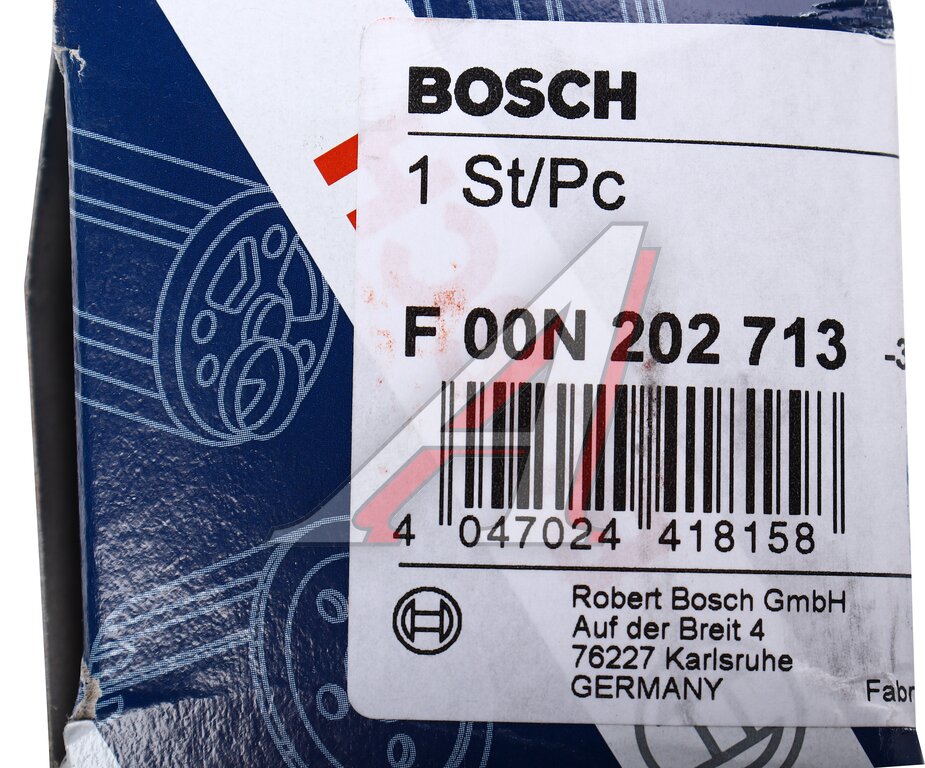 BOSCH
1 St/Pc
F 00N 202 713
4 047024 418158
Robert Bosch GmbH
Auf der Breit 4
76227 Karlsruhe
GERMANY